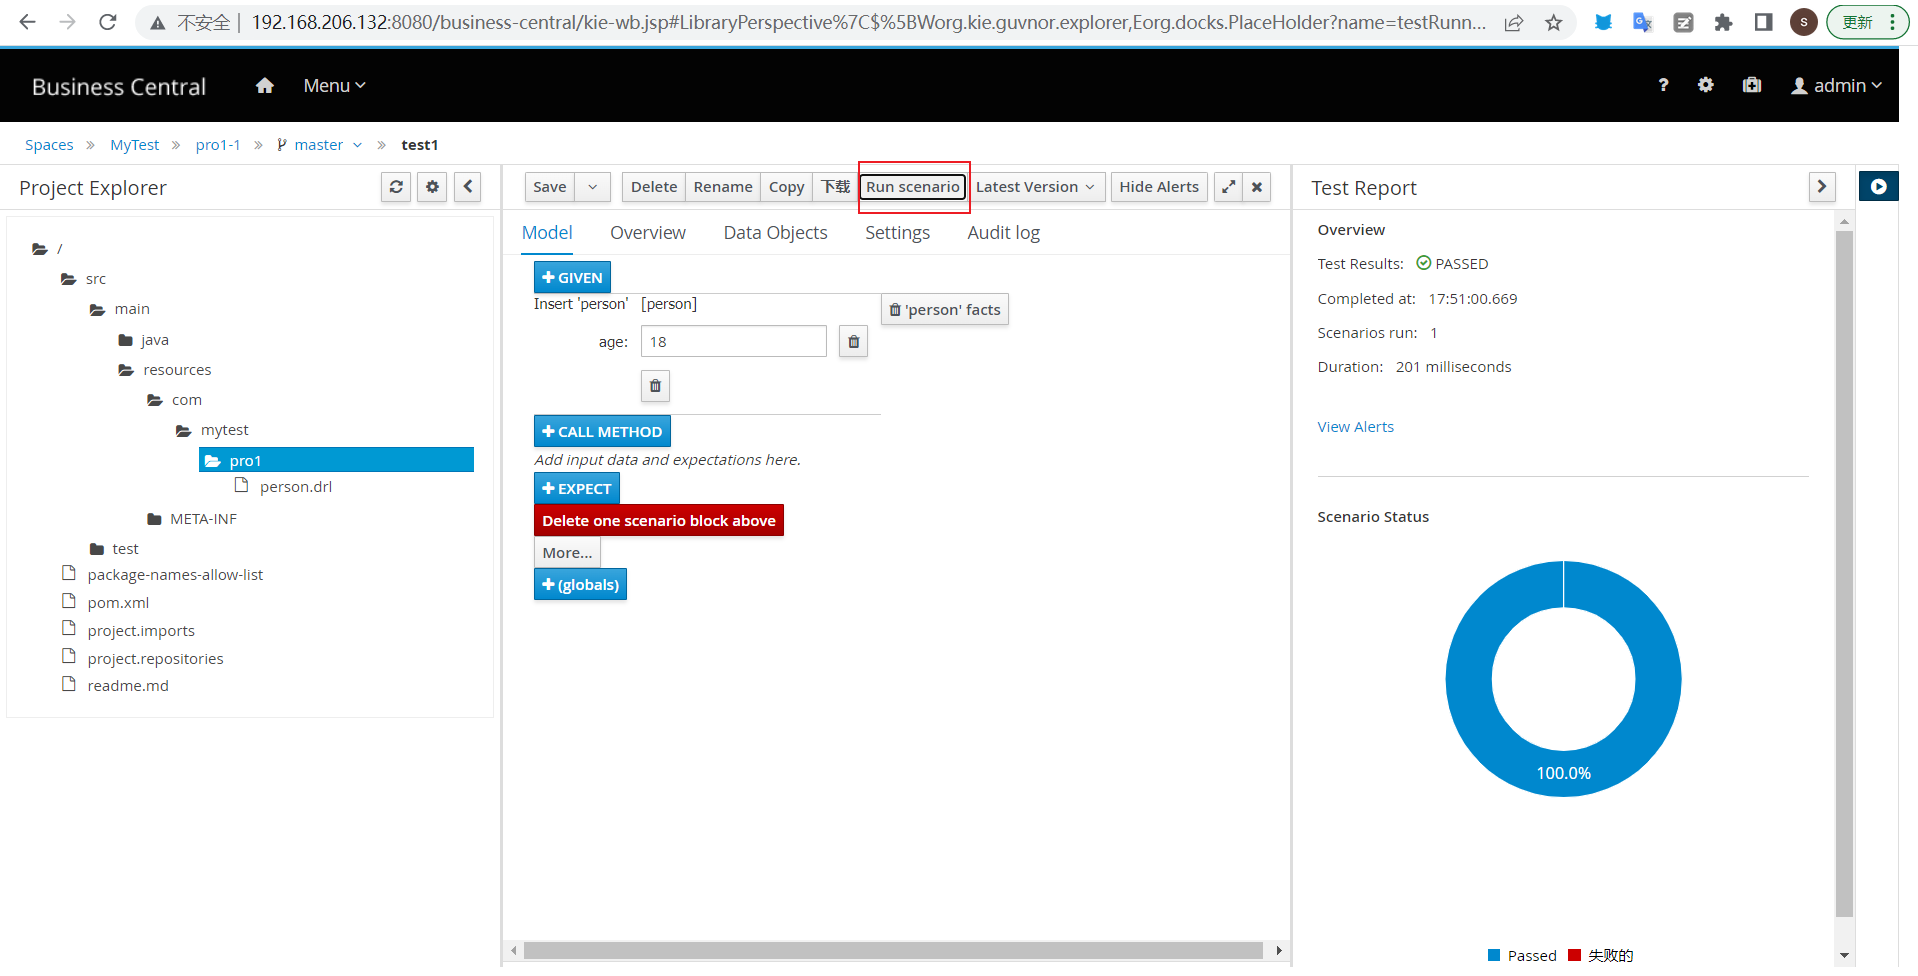 不安全 | 192.168.206.132:8080/business-central/kie-wb.jsp#LibraryPerspective%7C$%5BWorg.kie.guvnor.explorer,Eorg.docks.PlaceHolder?name=testRunn...
S
更新
Business Central
Menu
?
admin
Spaces » MyTest » pro1-1 » master » test1
Project Explorer
/
src
main
java
resources
com
mytest
pro1
person.drl
META-INF
test
package-names-allow-list
pom.xml
project.imports
project.repositories
readme.md
Save Delete Rename Copy 下载 Run scenario Latest Version Hide Alerts
Model Overview Data Objects Settings Audit log
+ GIVEN
Insert 'person' [person] 'person' facts
age: 18
+ CALL METHOD
Add input data and expectations here.
+ EXPECT
Delete one scenario block above
More...
+ (globals)
Test Report
Overview
Test Results: PASSED
Completed at: 17:51:00.669
Scenarios run: 1
Duration: 201 milliseconds
View Alerts
Scenario Status
100.0%
Passed 失败的